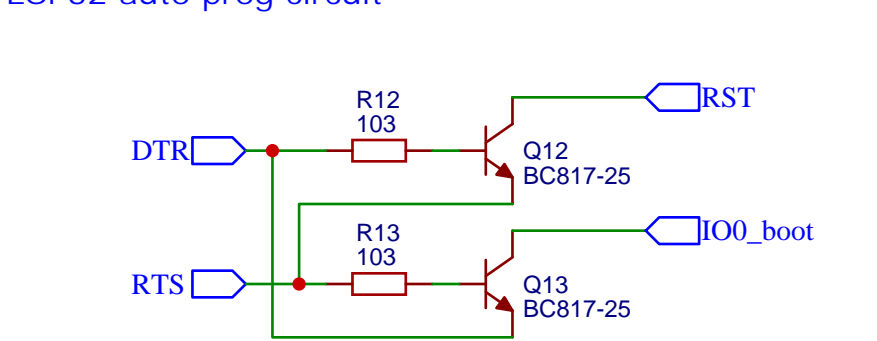 R12
103
RST
DTR
Q12
BC817-25
R13
103
IO0_boot
RTS
Q13
BC817-25